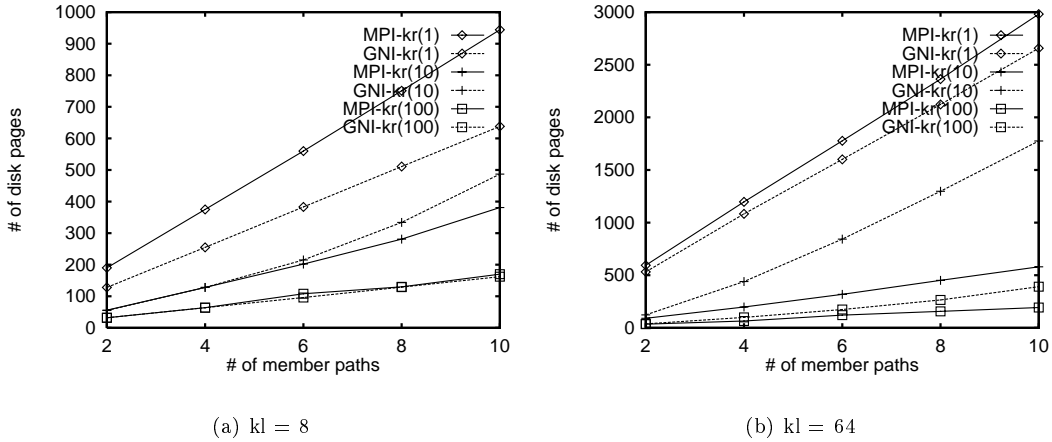 1000
900
800
700
600
500
400
300
200
100
0
# of disk pages
MPI-kr(1)
GNI-kr(1)
MPI-kr(10)
GNI-kr(10)
MPI-kr(100)
GNI-kr(100)
2 4 6 8 10
# of member paths
(a) kl = 8
3000
2500
2000
1500
1000
500
0
# of disk pages
MPI-kr(1)
GNI-kr(1)
MPI-kr(10)
GNI-kr(10)
MPI-kr(100)
GNI-kr(100)
2 4 6 8 10
# of member paths
(b) kl = 64